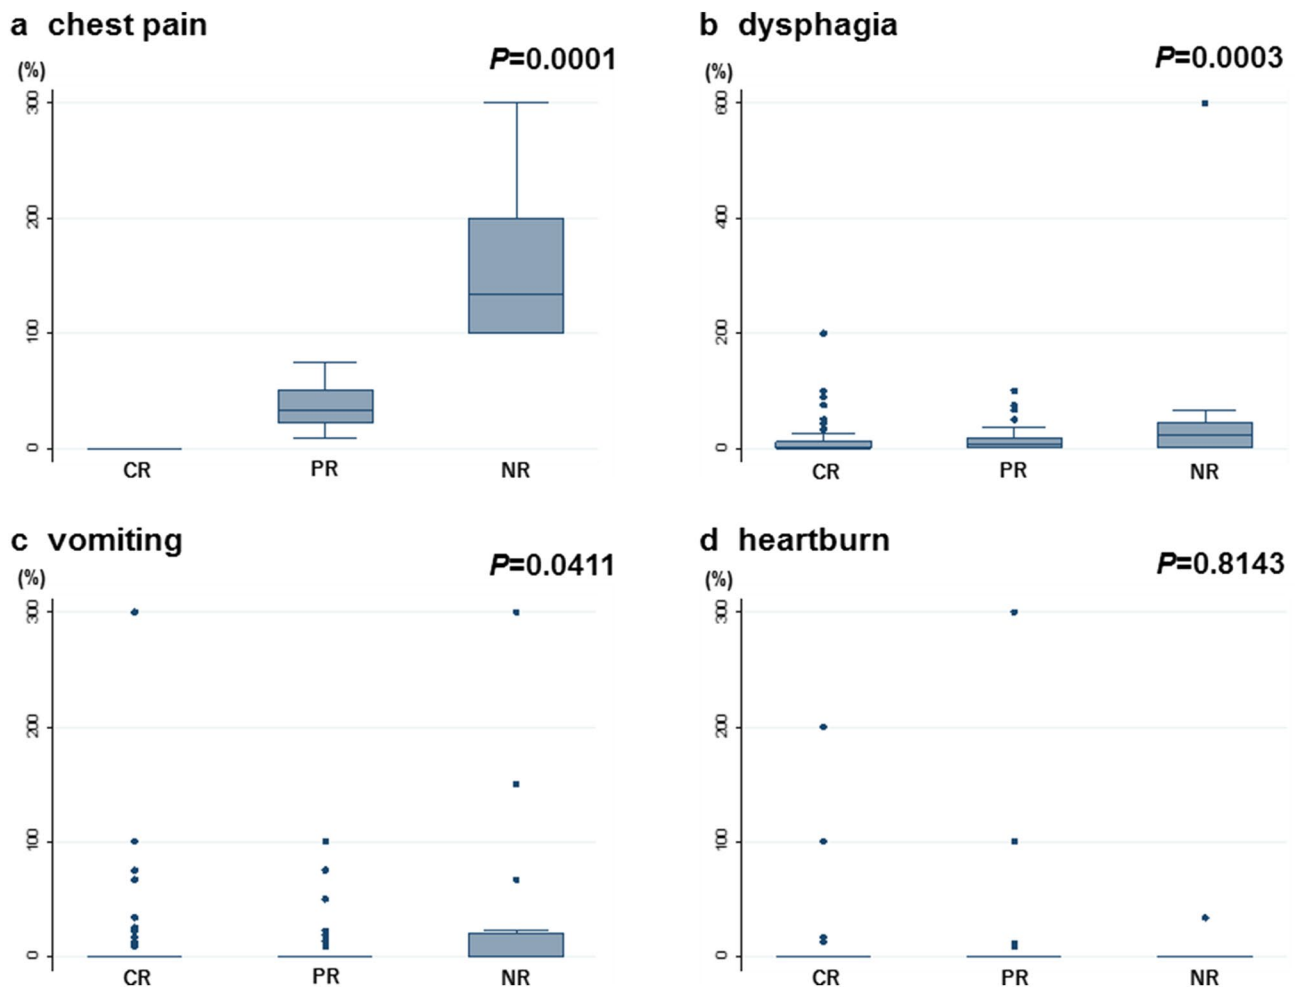 a chest pain
P=0.0001
(%)
300
200
100
0
CR PR NR
b dysphagia
P=0.0003
(%)
600
400
200
0
CR PR NR
c vomiting
P=0.0411
(%)
300
200
100
0
CR PR NR
d heartburn
P=0.8143
(%)
300
200
100
0
CR PR NR